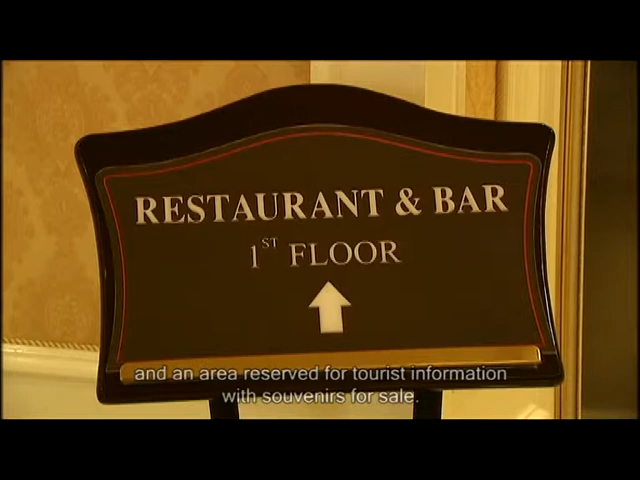 RESTAURANT & BAR
1ST FLOOR
and an area reserved for tourist information
with souvenirs for sale.